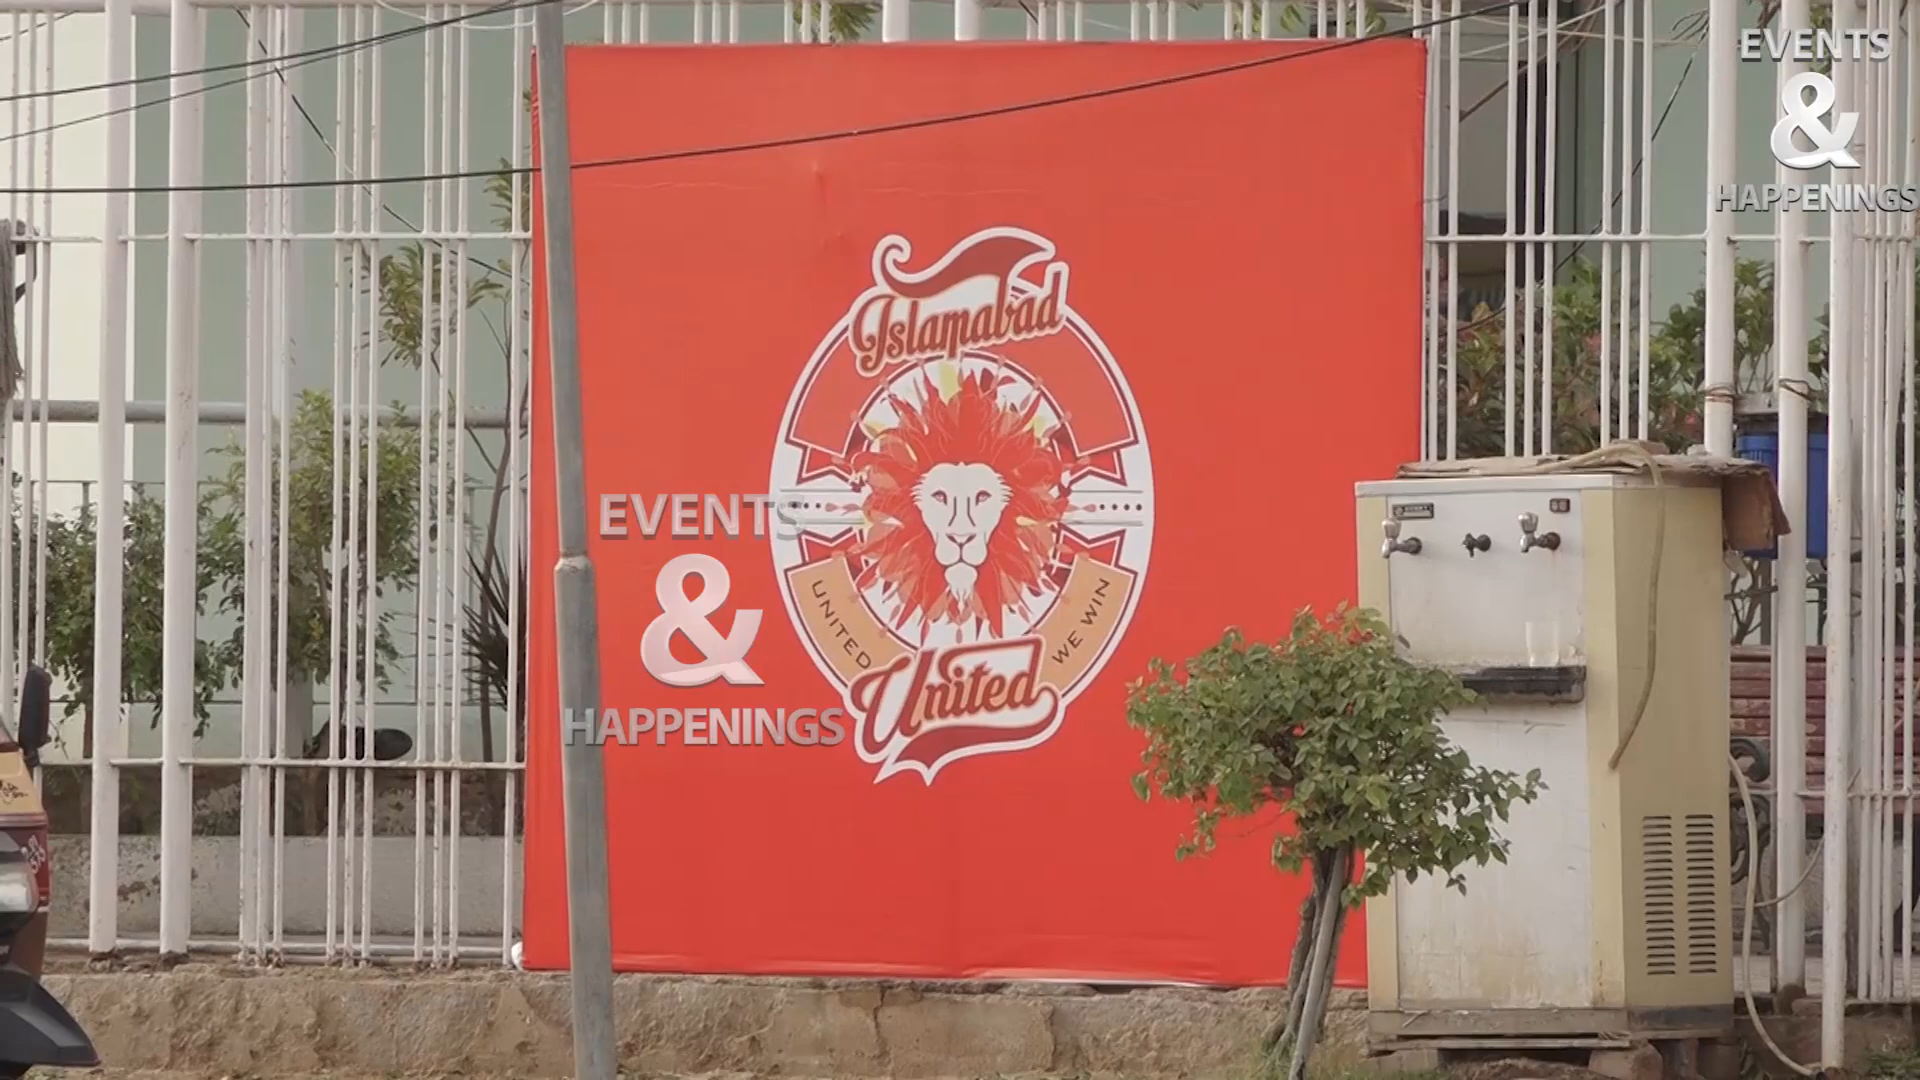 EVENTS
&
HAPPENINGS
Islamabad
UNITED
WE WIN
United
EVENTS
&
HAPPENINGS